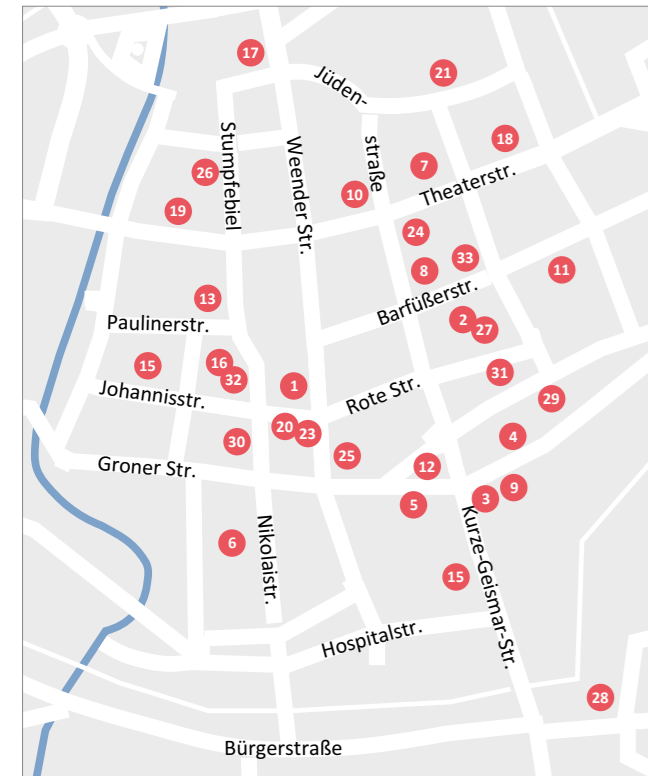 17
21
Jüden-
18
Stumpfebiel
Weender Str.
straße
26
7
Theaterstr.
10
19
24
33
8
11
13
Barfüßerstr.
Paulinerstr.
2
27
15
16
32
1
Rote Str.
31
Johannisstr.
29
20
23
30
4
25
Groner Str.
12
9
3
5
Nikolaistr.
Kurze-Geismar-Str.
6
15
Hospitalstr.
28
Bürgerstraße